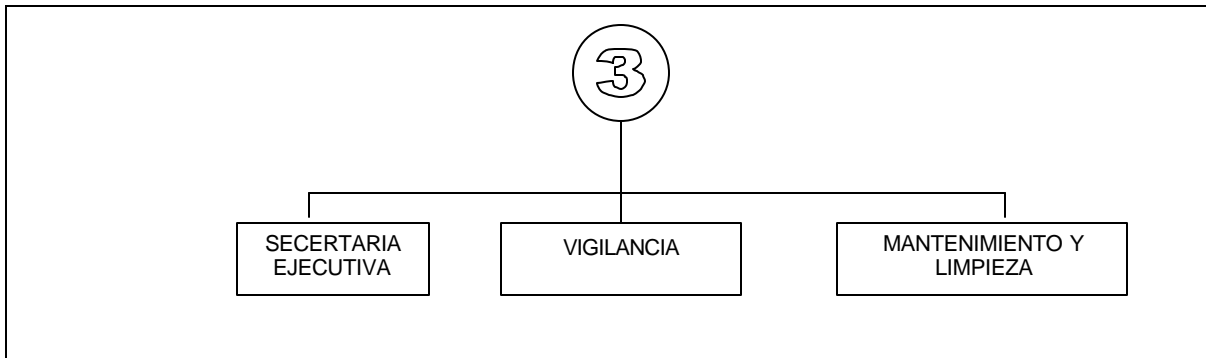 3
SECERTARIA
EJECUTIVA
VIGILANCIA
MANTENIMIENTO Y
LIMPIEZA